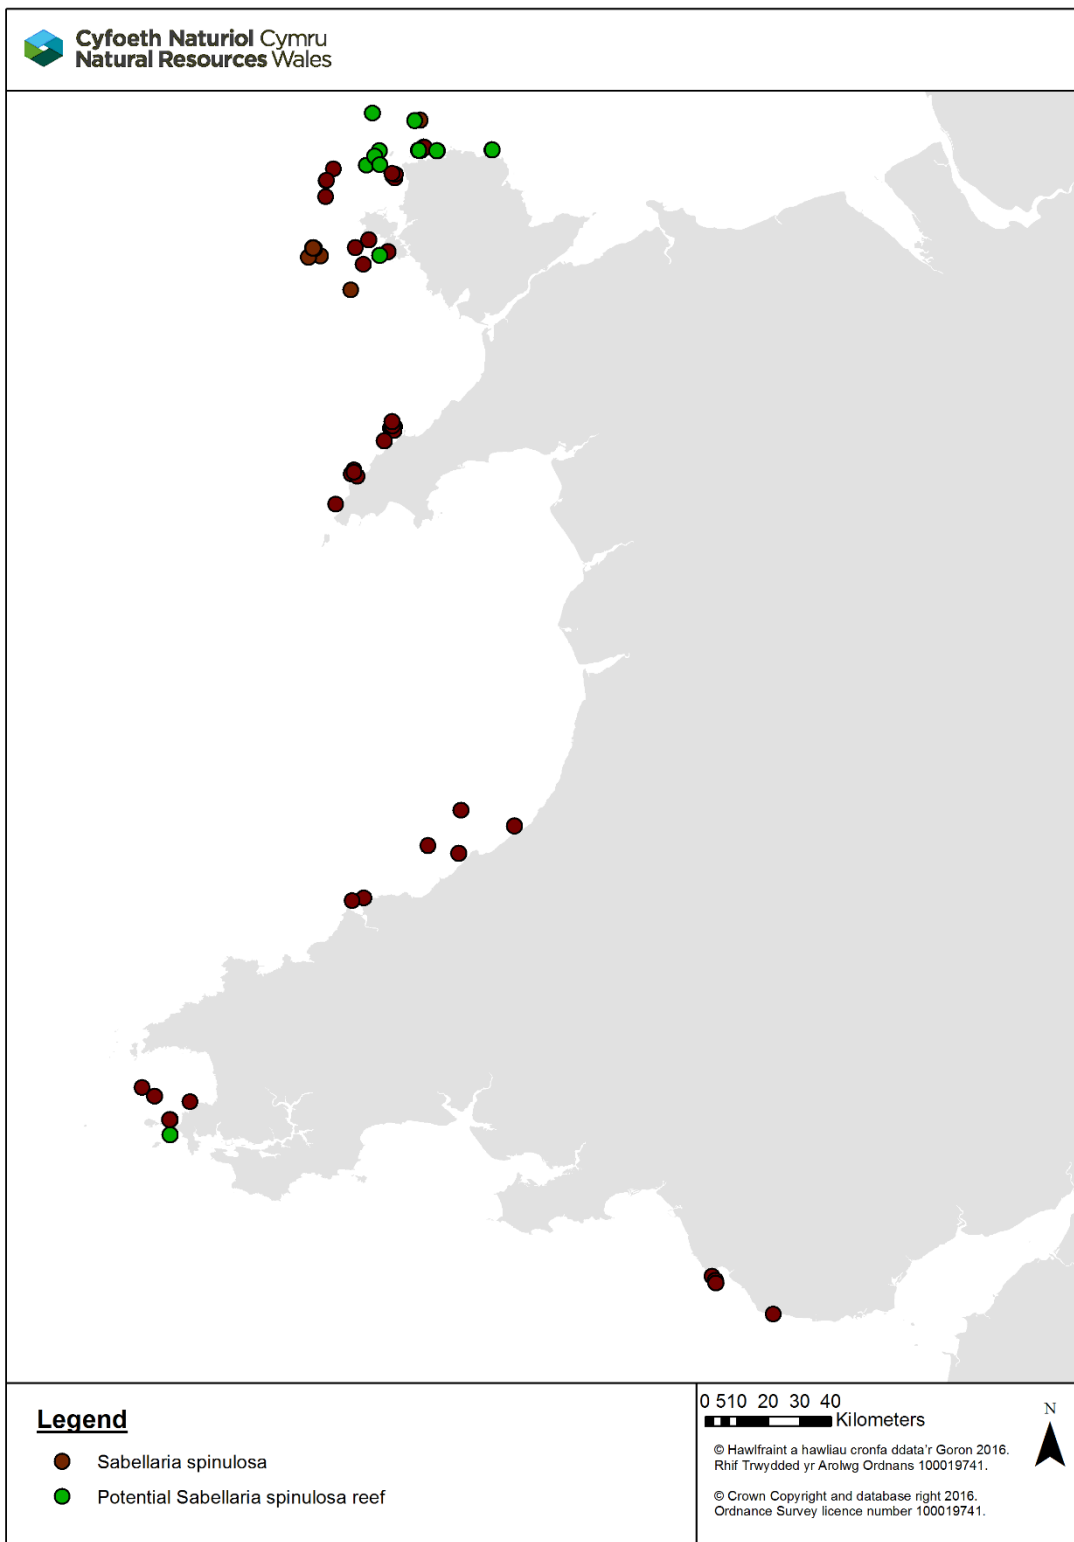 Cyfoeth Naturiol Cymru
Natural Resources Wales
Legend
Sabellaria spinulosa
Potential Sabellaria spinulosa reef
0 510 20 30 40
Kilometers
N
© Hawlfraint a hawliau cronfa ddata'r Goron 2016.
Rhif Trwydded yr Arolwg Ordnans 100019741.
© Crown Copyright and database right 2016.
Ordnance Survey licence number 100019741.